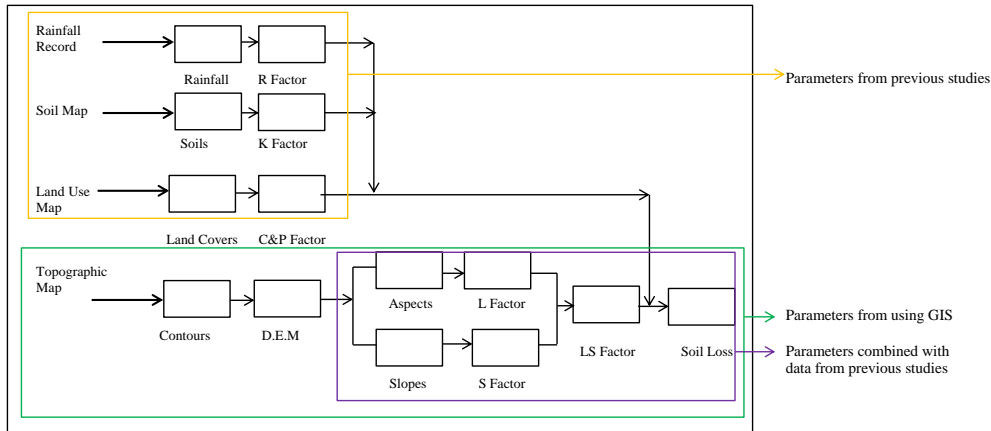 Rainfall
Record
Rainfall
R Factor
Parameters from previous studies
Soil Map
Soils
K Factor
Land Use
Map
Land Covers
C&P Factor
Topographic
Map
Contours
D.E.M
Aspects
L Factor
Slopes
S Factor
LS Factor
Soil Loss
Parameters from using GIS
Parameters combined with
data from previous studies